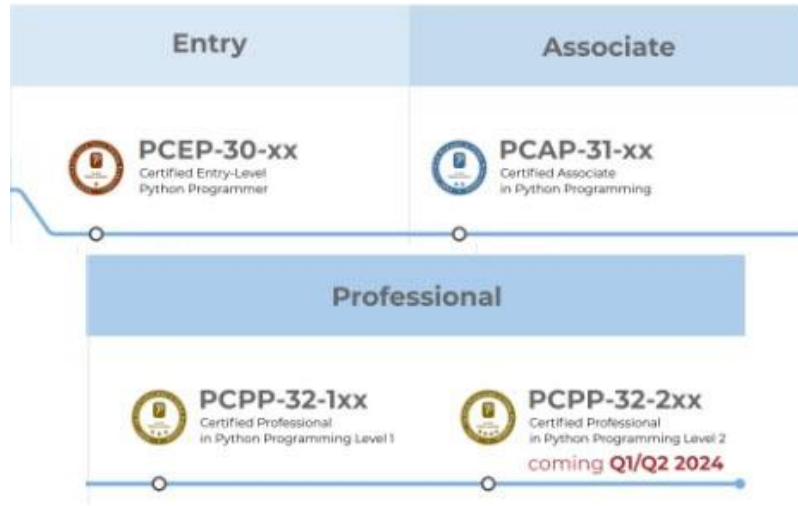 Entry
Associate
PCEP-30-xx
Certified Entry-Level
Python Programmer
PCAP-31-xx
Certified Associate
in Python Programming
Professional
PCPP-32-1xx
Certified Professional
in Python Programming Level 1
PCPP-32-2xx
Certified Professional
in Python Programming Level 2
coming Q1/Q2 2024